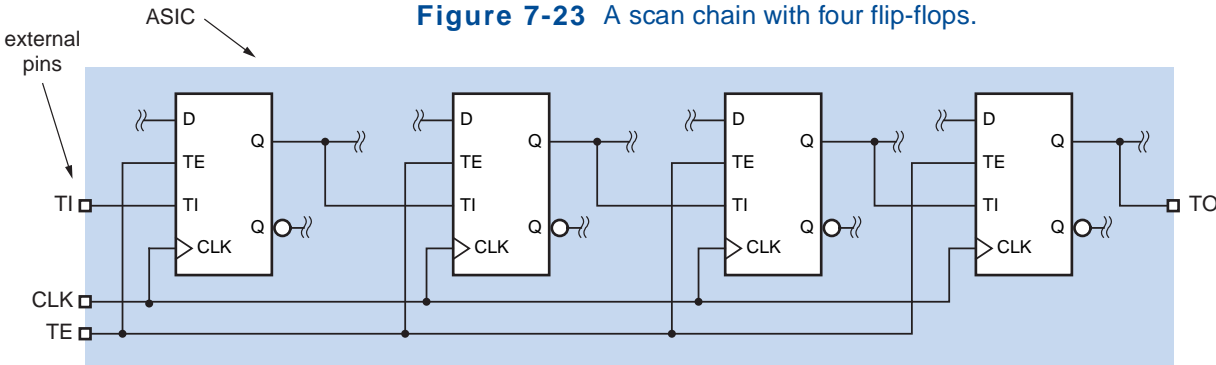 Figure 7-23 A scan chain with four flip-flops.
ASIC
external
pins
D
TE
TI
CLK
Q
Q
D
TE
TI
CLK
Q
Q
D
TE
TI
CLK
Q
Q
D
TE
TI
CLK
Q
Q
TI
CLK
TE
TO